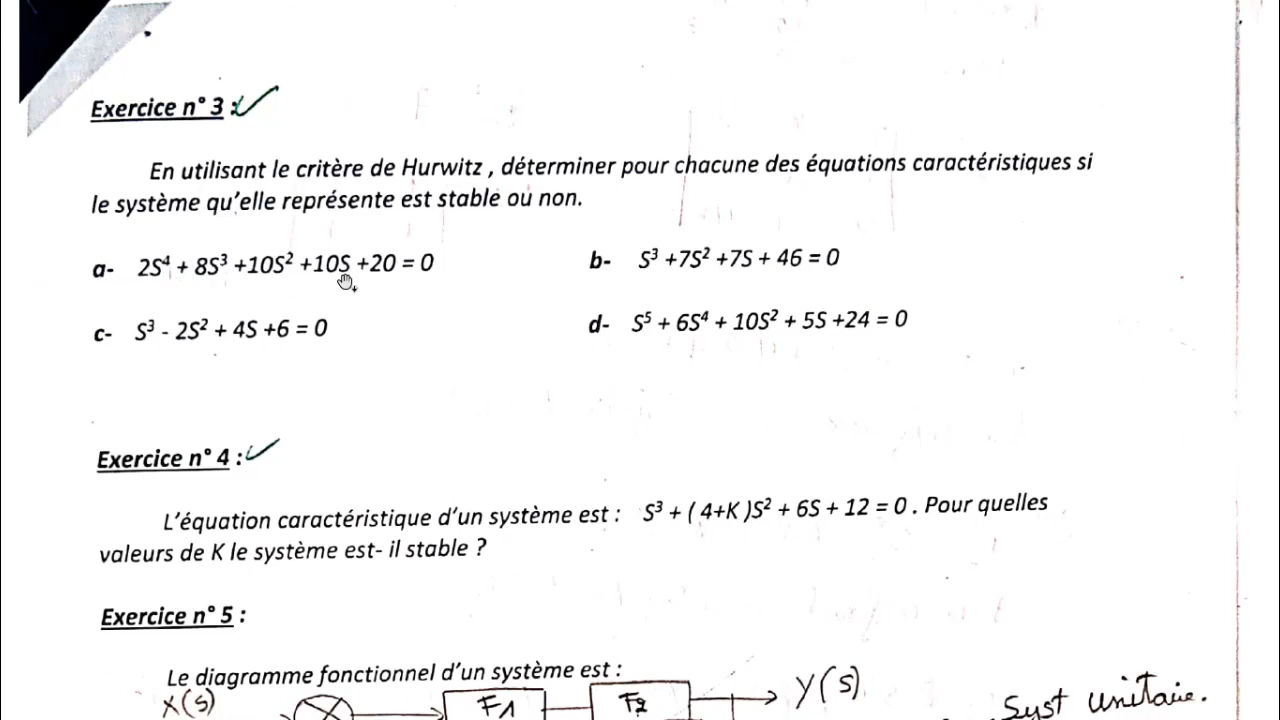 Exercice n° 3 :
En utilisant le critère de Hurwitz , déterminer pour chacune des équations caractéristiques si
le système qu'elle représente est stable ou non.
a- 2S⁴ + 8S³ +10S² +10S +20 = 0
b- S³ +7S² +7S + 46 = 0
c- S³ - 2S² + 4S +6 = 0
d- S⁵ + 6S⁴ + 10S² + 5S +24 = 0
Exercice n° 4 :
L'équation caractéristique d'un système est : S³ + ( 4+K )S² + 6S + 12 = 0 . Pour quelles
valeurs de K le système est- il stable ?
Exercice n° 5 :
Le diagramme fonctionnel d'un système est :
X(s)
F1
F2
Y(s)
Syst unitaire.